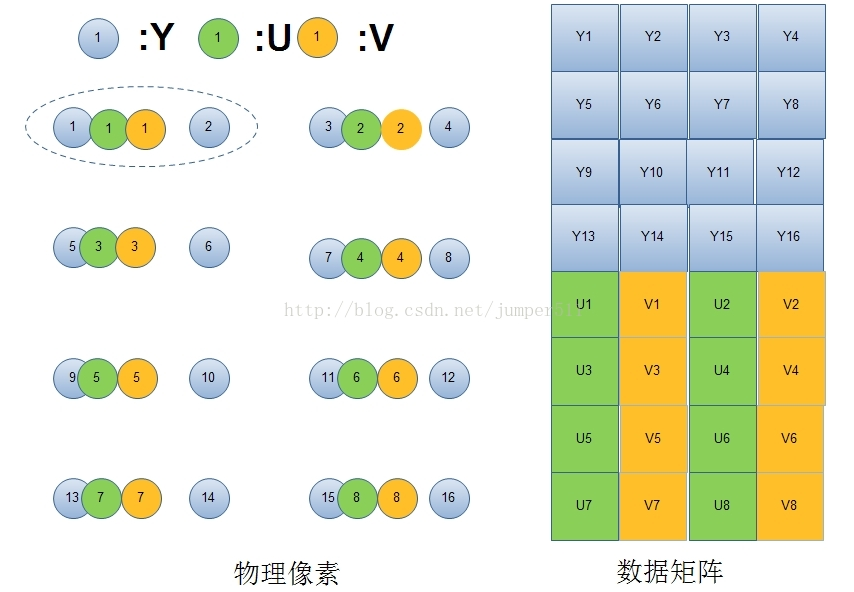 1 :Y 1 :U 1 :V
1 1 1 2 3 2 2 4
5 3 3 6 7 4 4 8
http://blog.csdn.net/jumper51
9 5 5 10 11 6 6 12
13 7 7 14 15 8 8 16
物理像素
Y1 Y2 Y3 Y4
Y5 Y6 Y7 Y8
Y9 Y10 Y11 Y12
Y13 Y14 Y15 Y16
U1 V1 U2 V2
U3 V3 U4 V4
U5 V5 U6 V6
U7 V7 U8 V8
数据矩阵